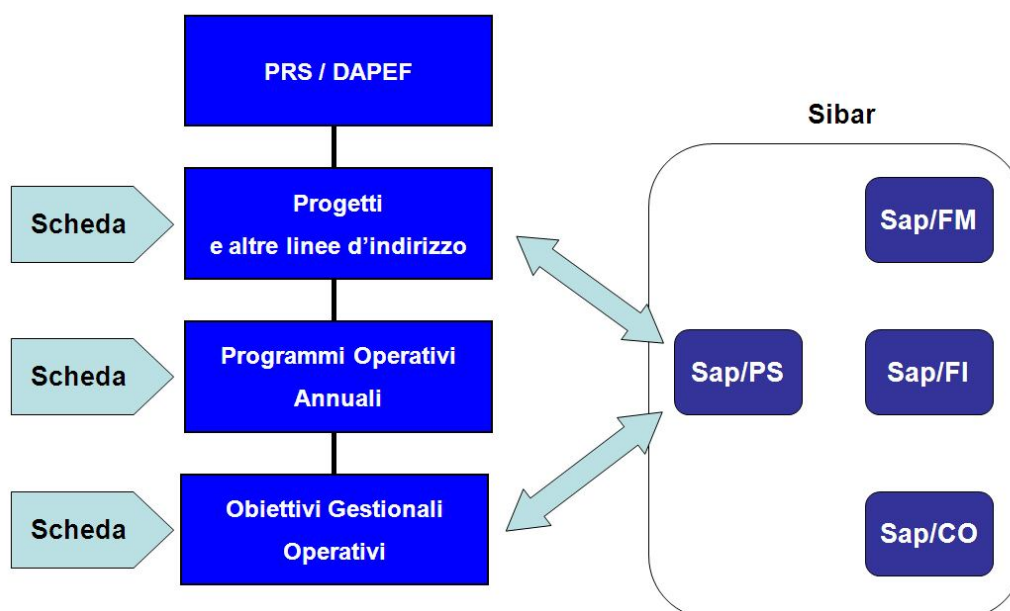 PRS / DAPEF
Scheda
Progetti
e altre linee d'indirizzo
Scheda
Programmi Operativi
Annuali
Scheda
Obiettivi Gestionali
Operativi
Sibar
Sap/FM
Sap/PS
Sap/FI
Sap/CO